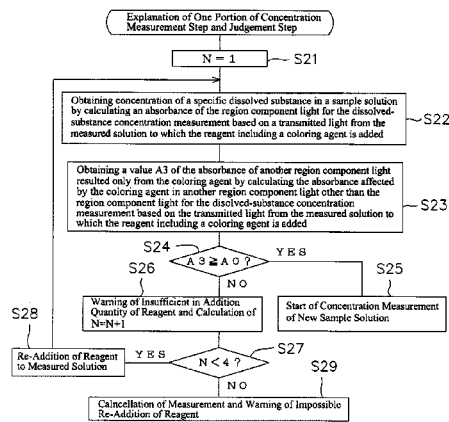 Explanation of One Portion of Concentration
Measurement Step and Judgement Step
N = 1
S21
Obtaining concentration of a specific dissolved substance in a sample solution
by calculating an absorbance of the region component light for the dissolved-
substance concentration measurement based on a transmitted light from the
measured solution to which the reagent including a coloring agent is added
S22
Obtaining a value A3 of the absorbance of another region component light
resulted only from the coloring agent by calculating the absorbance affected
by the coloring agent in another region component light other than the
region component light for the disolved-substance concentration
measurement based on the transmitted light from the measured solution to
which the reagent including a coloring agent is added
S23
S24
A3≧A0?
YES
NO
S26
S25
Warning of Insufficient in Addition
Quantity of Reagent and Calculation of
N=N+1
Start of Concentration Measurement
of New Sample Solution
S28
S27
Re-Addition of Reagent
to Measured Solution
YES
N<4?
NO
S29
Calncellation of Measurement and Warning of Impossible
Re-Addition of Reagent